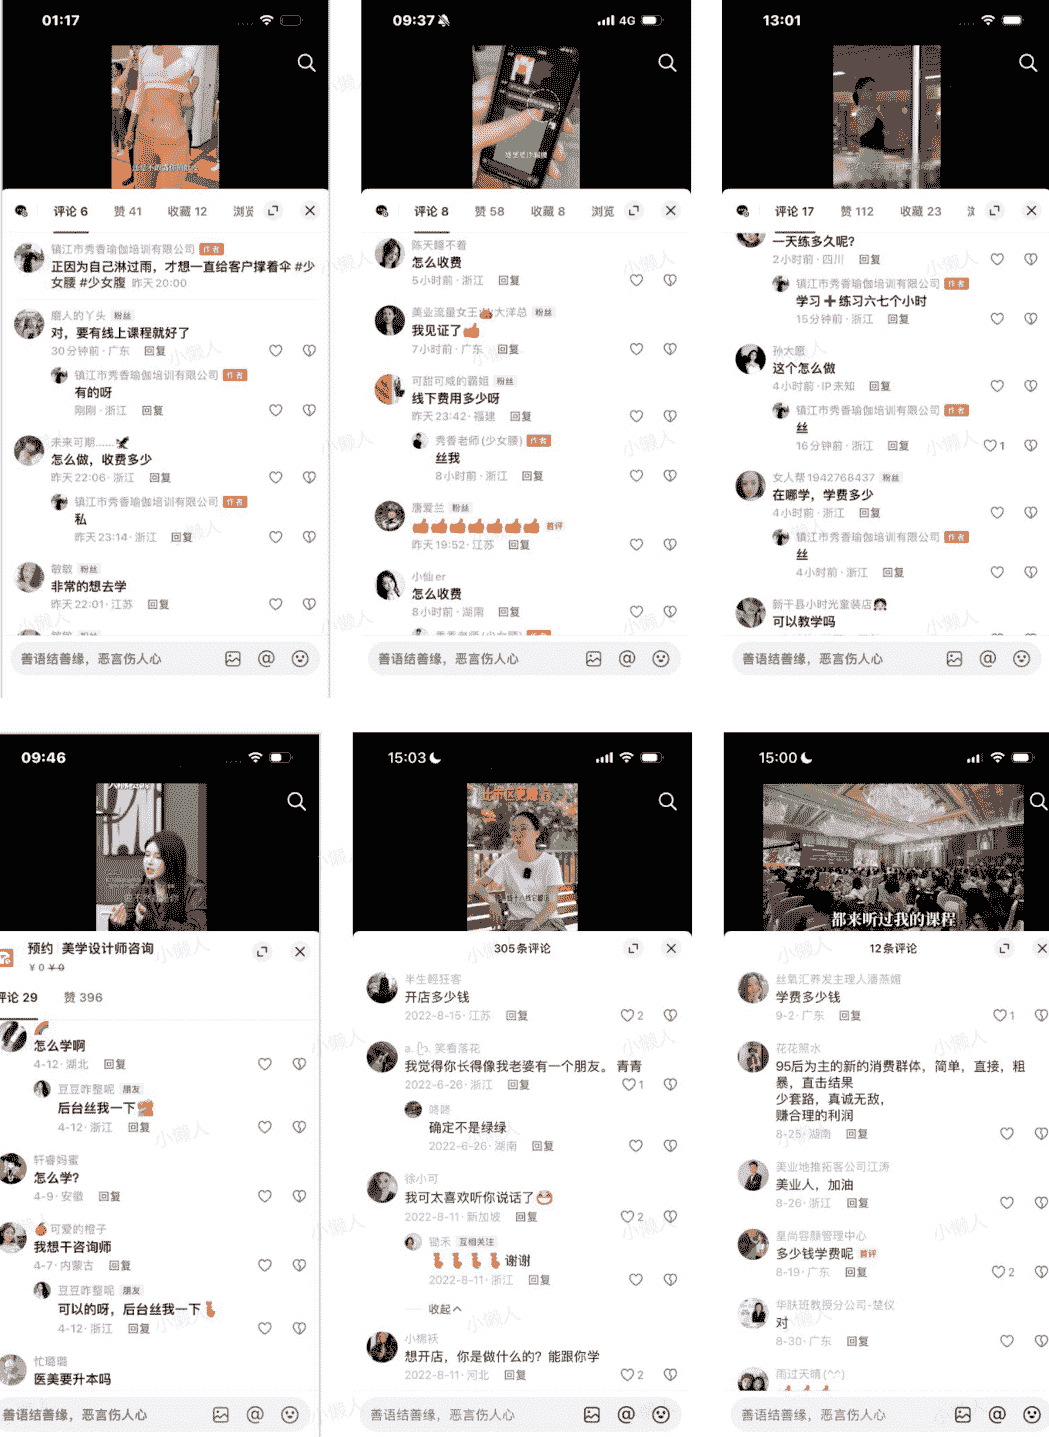 01:17
评论 6
赞 41
收藏 12
浏览
镇江市秀香瑜伽培训有限公司 作者
正因为自己淋过雨，才想一直给客户撑着伞 #少
女腰 #少女腹 昨天 20:00
磨人的丫头 粉丝
对，要有线上课程就好了
30分钟前 · 广东 回复
镇江市秀香瑜伽培训有限公司 作者
有的呀
刚刚 · 浙江 回复
未来可期……
怎么做，收费多少
昨天 22:06 · 浙江 回复
镇江市秀香瑜伽培训有限公司 作者
私
昨天 23:14 · 浙江 回复
敏敏 粉丝
非常的想去学
昨天 22:01 · 江苏 回复
敏敏 粉丝
善语结善缘，恶言伤人心
09:37
4G
评论 8
赞 58
收藏 8
浏览
陈天睡不着
怎么收费
5小时前 · 浙江 回复
美业流量女王 大洋总 粉丝
我见证了
7小时前 · 广东 回复
可甜可咸的霸妞 粉丝
线下费用多少呀
昨天 23:42 · 福建 回复
秀香老师(少女腰) 作者
丝我
8小时前 · 浙江 回复
唐爱兰 粉丝
首评
昨天 19:52 · 江苏 回复
小仙er
怎么收费
8小时前 · 湖南 回复
秀香老师(少女腰) 作者
善语结善缘，恶言伤人心
13:01
评论 17
赞 112
收藏 23
一天练多久呢？
2小时前 · 四川 回复
镇江市秀香瑜伽培训有限公司 作者
学习➕练习六七个小时
15分钟前 · 浙江 回复
孙大愿
这个怎么做
4小时前 · IP未知 回复
镇江市秀香瑜伽培训有限公司 作者
丝
16分钟前 · 浙江 回复
1
女人帮19427684​37 粉丝
在哪学，学费多少
4小时前 · 浙江 回复
镇江市秀香瑜伽培训有限公司 作者
丝
4小时前 · 浙江 回复
新干县小时光童装店
可以教学吗
善语结善缘，恶言伤人心
09:46
预约 美学设计师咨询
¥0 ¥0
评论 29
赞 396
怎么学啊
4-12 · 湖北 回复
豆豆咋整呢 朋友
后台丝我一下
4-12 · 浙江 回复
轩睿妈蜜
怎么学?
4-9 · 安徽 回复
可爱的橙子
我想干咨询师
4-7 · 内蒙古 回复
豆豆咋整呢 朋友
可以的呀，后台丝我一下
4-12 · 浙江 回复
忙璐璐
医美要升本吗
善语结善缘，恶言伤人心
15:03
305条评论
半生輕狂客
开店多少钱
2022-8-15 · 江苏 回复
2
笑看落花
我觉得你长得像我老婆有一个朋友。青青
2022-6-26 · 浙江 回复
1
咚咚
确定不是绿绿
2022-6-26 · 湖南 回复
徐小可
我可太喜欢听你说话了
2022-8-11 · 新加坡 回复
2
锄禾 互相关注
谢谢
2022-8-11 · 浙江 回复
收起
小棉袄
想开店，你是做什么的？能跟你学
2022-8-11 · 河北 回复
2
善语结善缘，恶言伤人心
15:00
都来听过我的课程
12条评论
丝氧汇养发主理人潘燕媚
学费多少钱
9-2 · 广东 回复
1
花花照水
95后为主的新的消费群体，简单，直接，粗
暴，直击结果
少套路，真诚无敌，
赚合理的利润
8-25 · 湖南 回复
美业地推拓客公司江涛
美业人，加油
8-26 · 浙江 回复
皇尚容颜管理中心
多少钱学费呢 首评
8-19 · 广东 回复
2
华肤班教授分公司-楚仪
对
8-30 · 广东 回复
雨过天晴(^^)
善语结善缘，恶言伤人心
小懒人